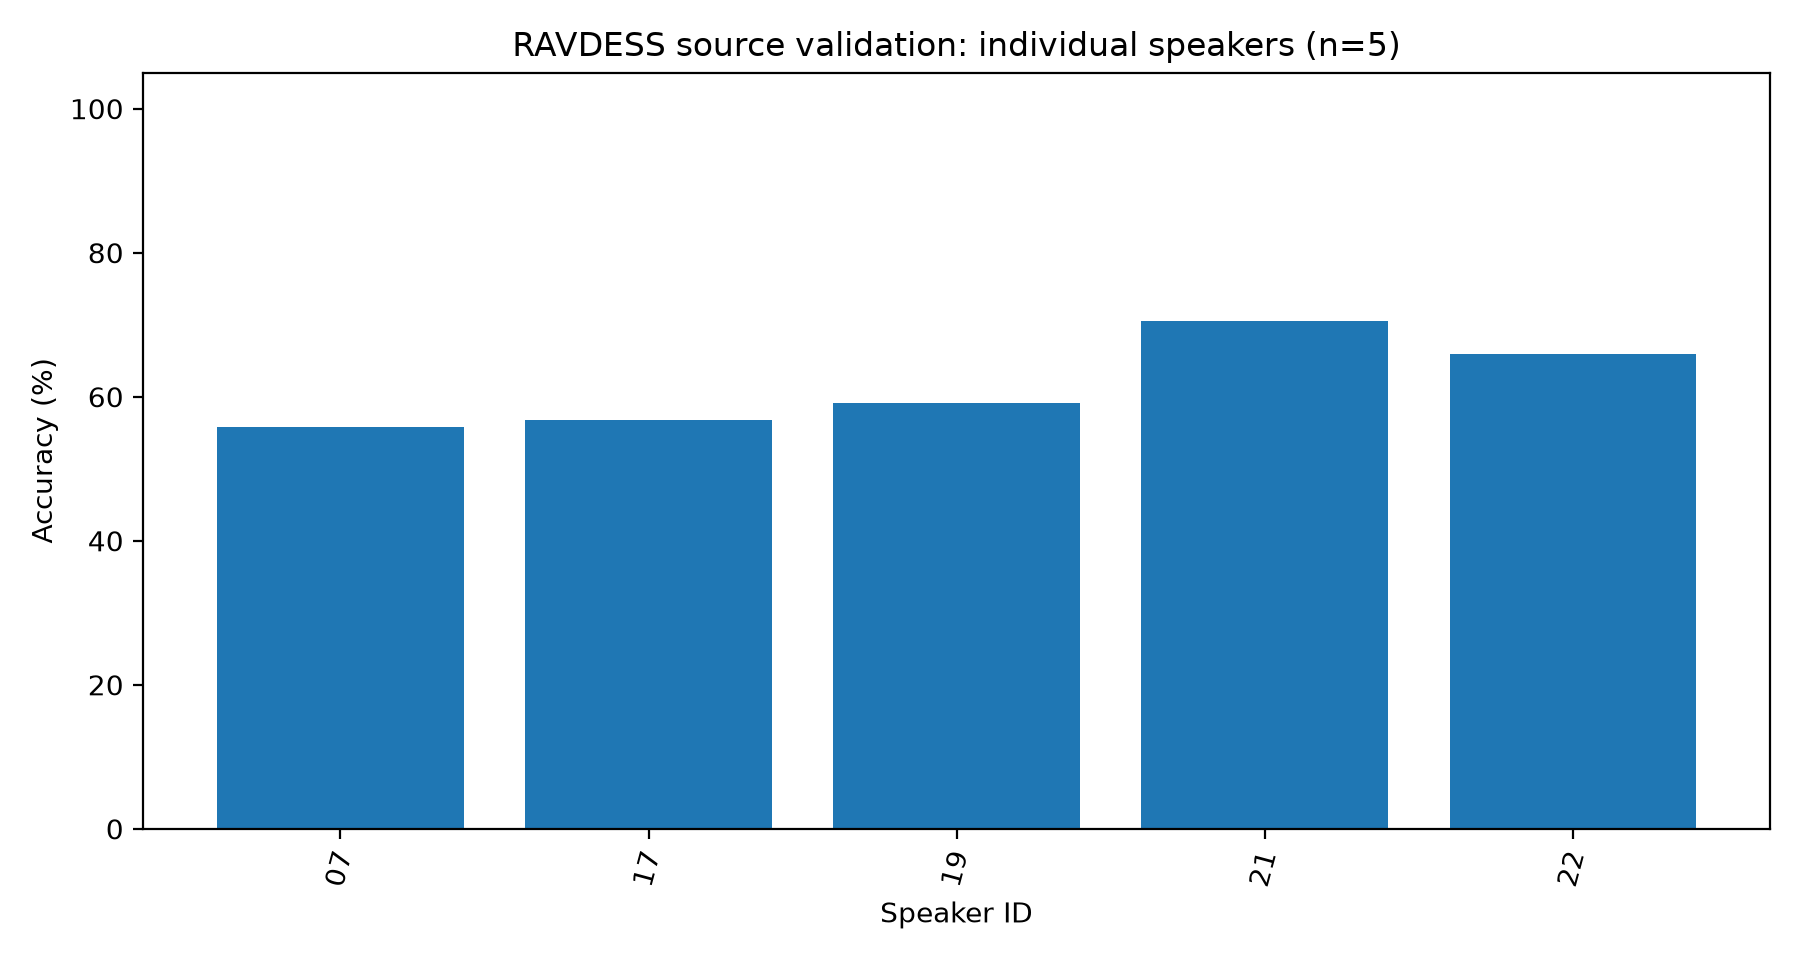 RAVDESS source validation: individual speakers (n=5)
100
80
60
40
20
0
Accuracy (%)
07 17 19 21 22
Speaker ID